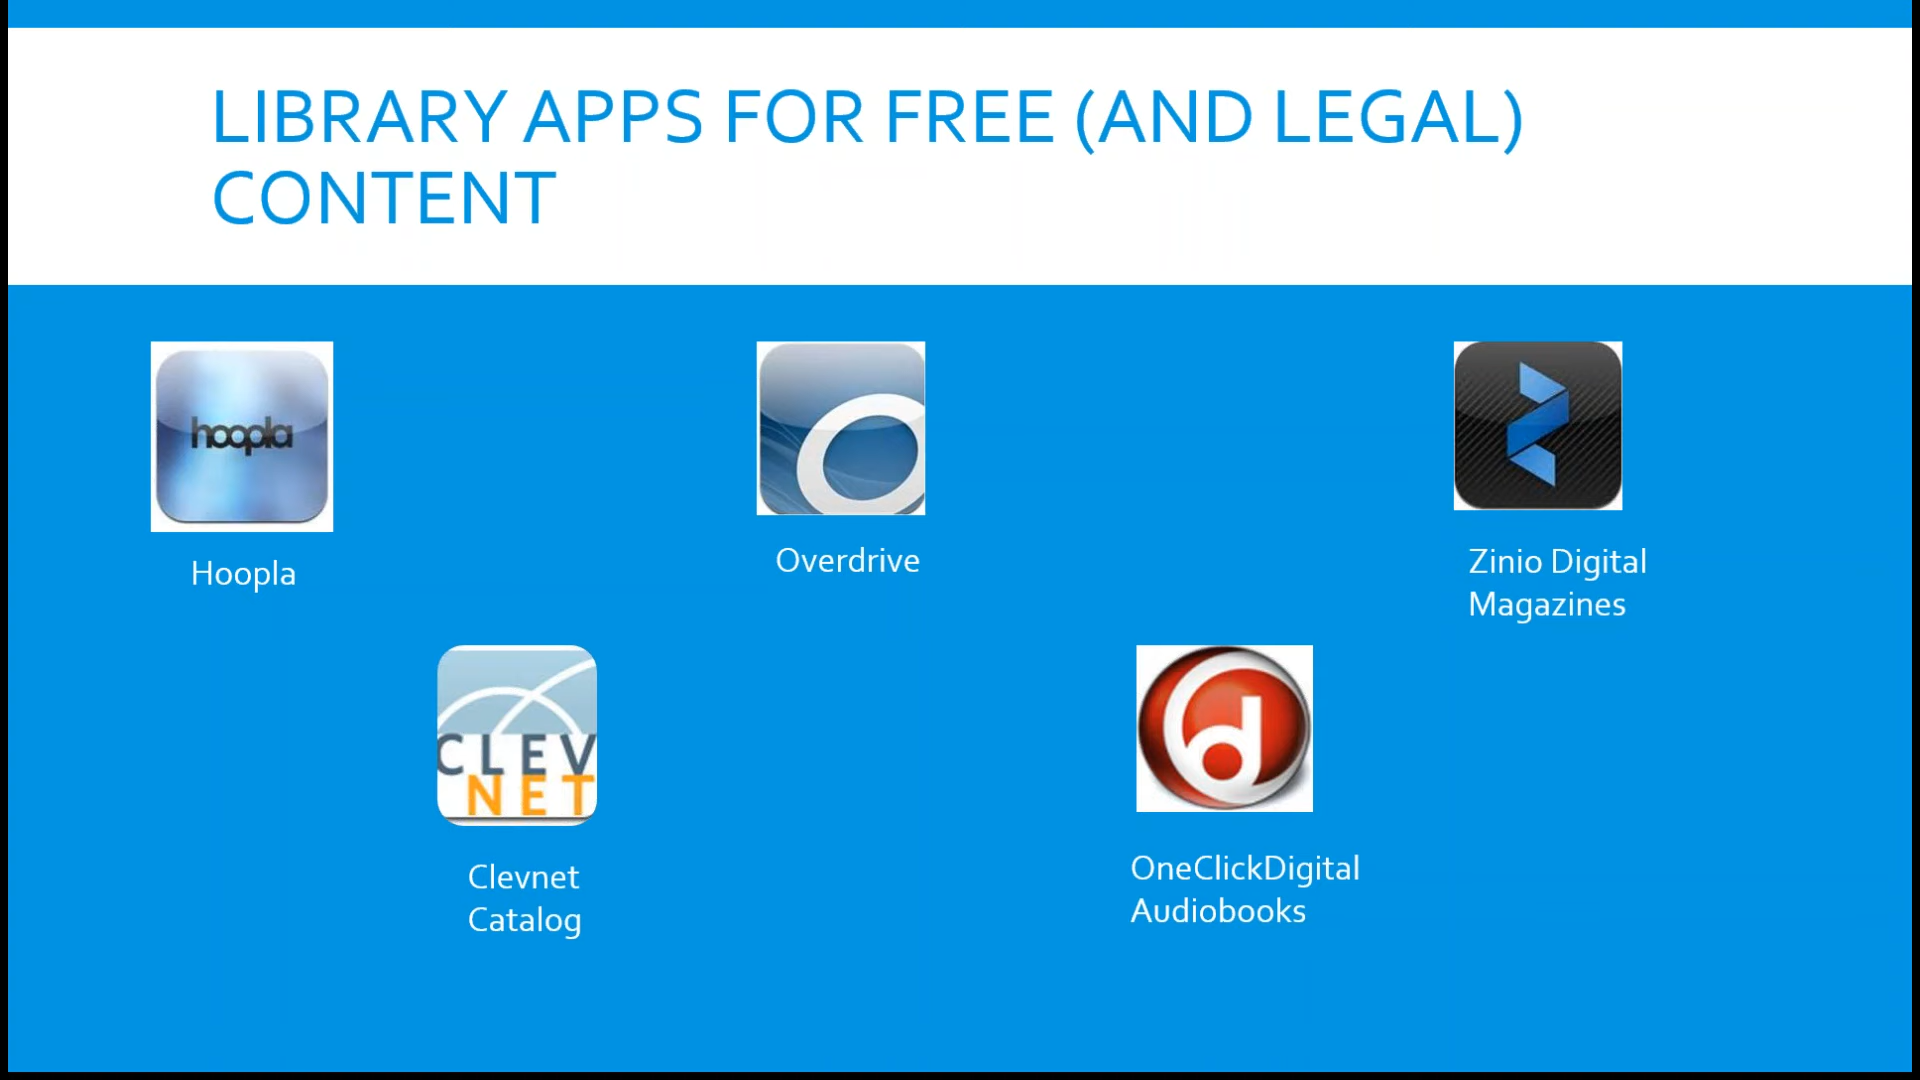 LIBRARY APPS FOR FREE (AND LEGAL)
CONTENT
hoopla
Hoopla
Overdrive
Zinio Digital
Magazines
CLEV
NET
Clevnet
Catalog
d
OneClickDigital
Audiobooks